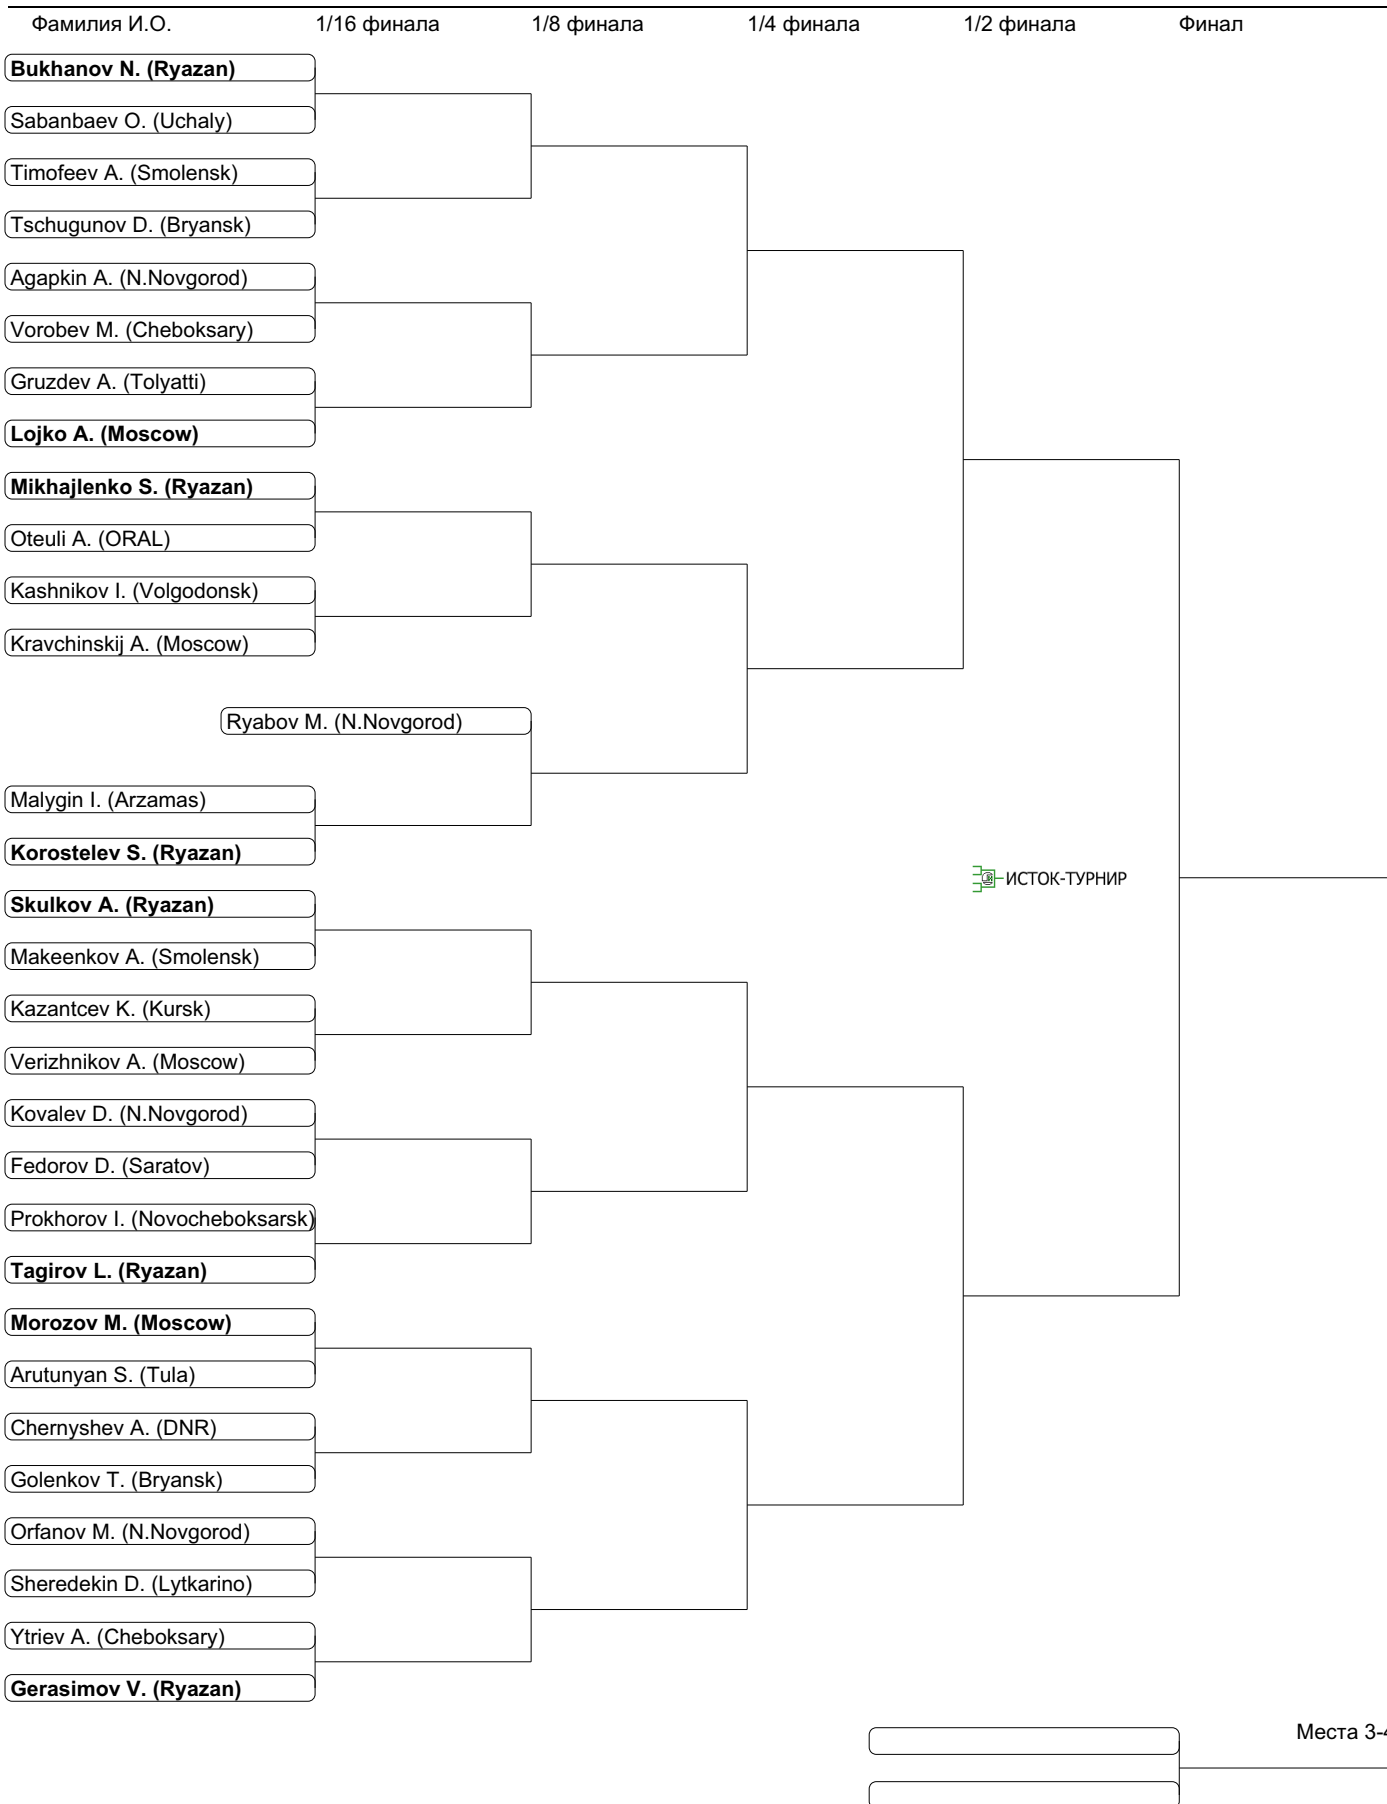 Фамилия И.О. 1/16 финала 1/8 финала 1/4 финала 1/2 финала Финал
Bukhanov N. (Ryazan)
Sabanbaev O. (Uchaly)
Timofeev A. (Smolensk)
Tschugunov D. (Bryansk)
Agapkin A. (N.Novgorod)
Vorobev M. (Cheboksary)
Gruzdev A. (Tolyatti)
Lojko A. (Moscow)
Mikhajlenko S. (Ryazan)
Oteuli A. (ORAL)
Kashnikov I. (Volgodonsk)
Kravchinskij A. (Moscow)
Ryabov M. (N.Novgorod)
Malygin I. (Arzamas)
Korostelev S. (Ryazan)
ИСТОК-ТУРНИР
Skulkov A. (Ryazan)
Makeenkov A. (Smolensk)
Kazantcev K. (Kursk)
Verizhnikov A. (Moscow)
Kovalev D. (N.Novgorod)
Fedorov D. (Saratov)
Prokhorov I. (Novocheboksarsk)
Tagirov L. (Ryazan)
Morozov M. (Moscow)
Arutunyan S. (Tula)
Chernyshev A. (DNR)
Golenkov T. (Bryansk)
Orfanov M. (N.Novgorod)
Sheredekin D. (Lytkarino)
Ytriev A. (Cheboksary)
Gerasimov V. (Ryazan)
Места 3-4